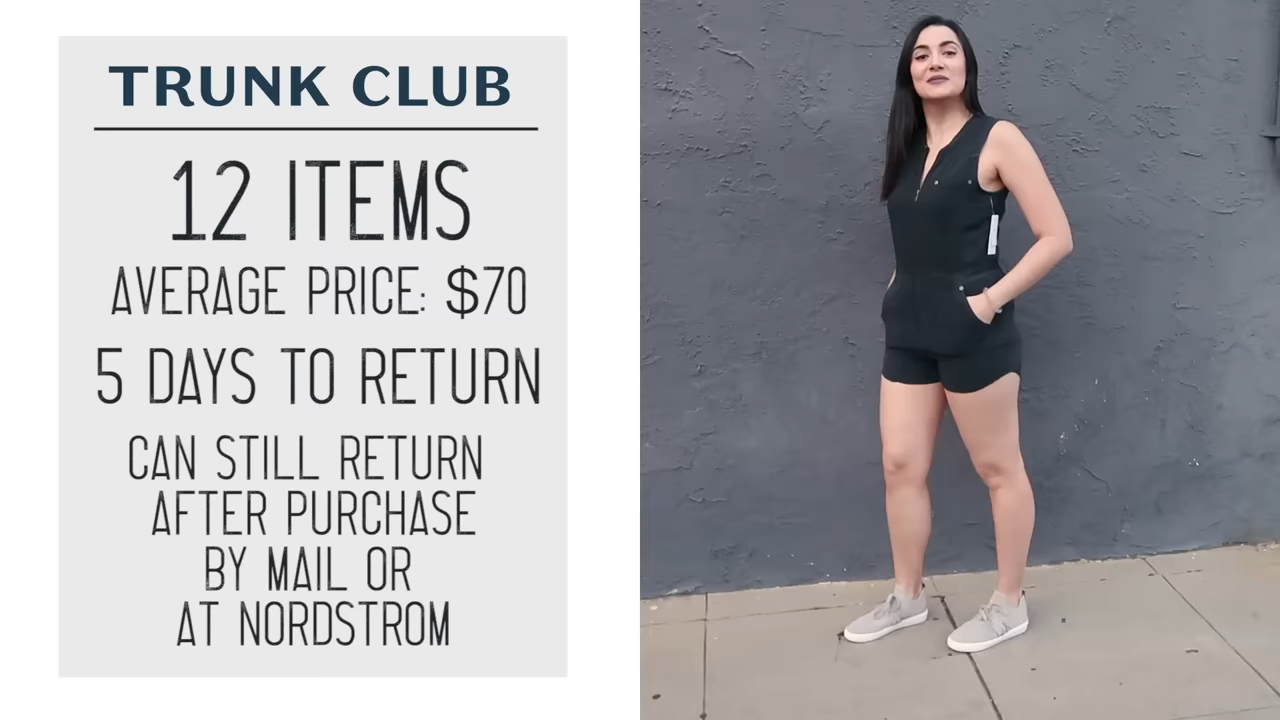 TRUNK CLUB
12 ITEMS
AVERAGE PRICE: $70
5 DAYS TO RETURN
CAN STILL RETURN
AFTER PURCHASE
BY MAIL OR
AT NORDSTROM